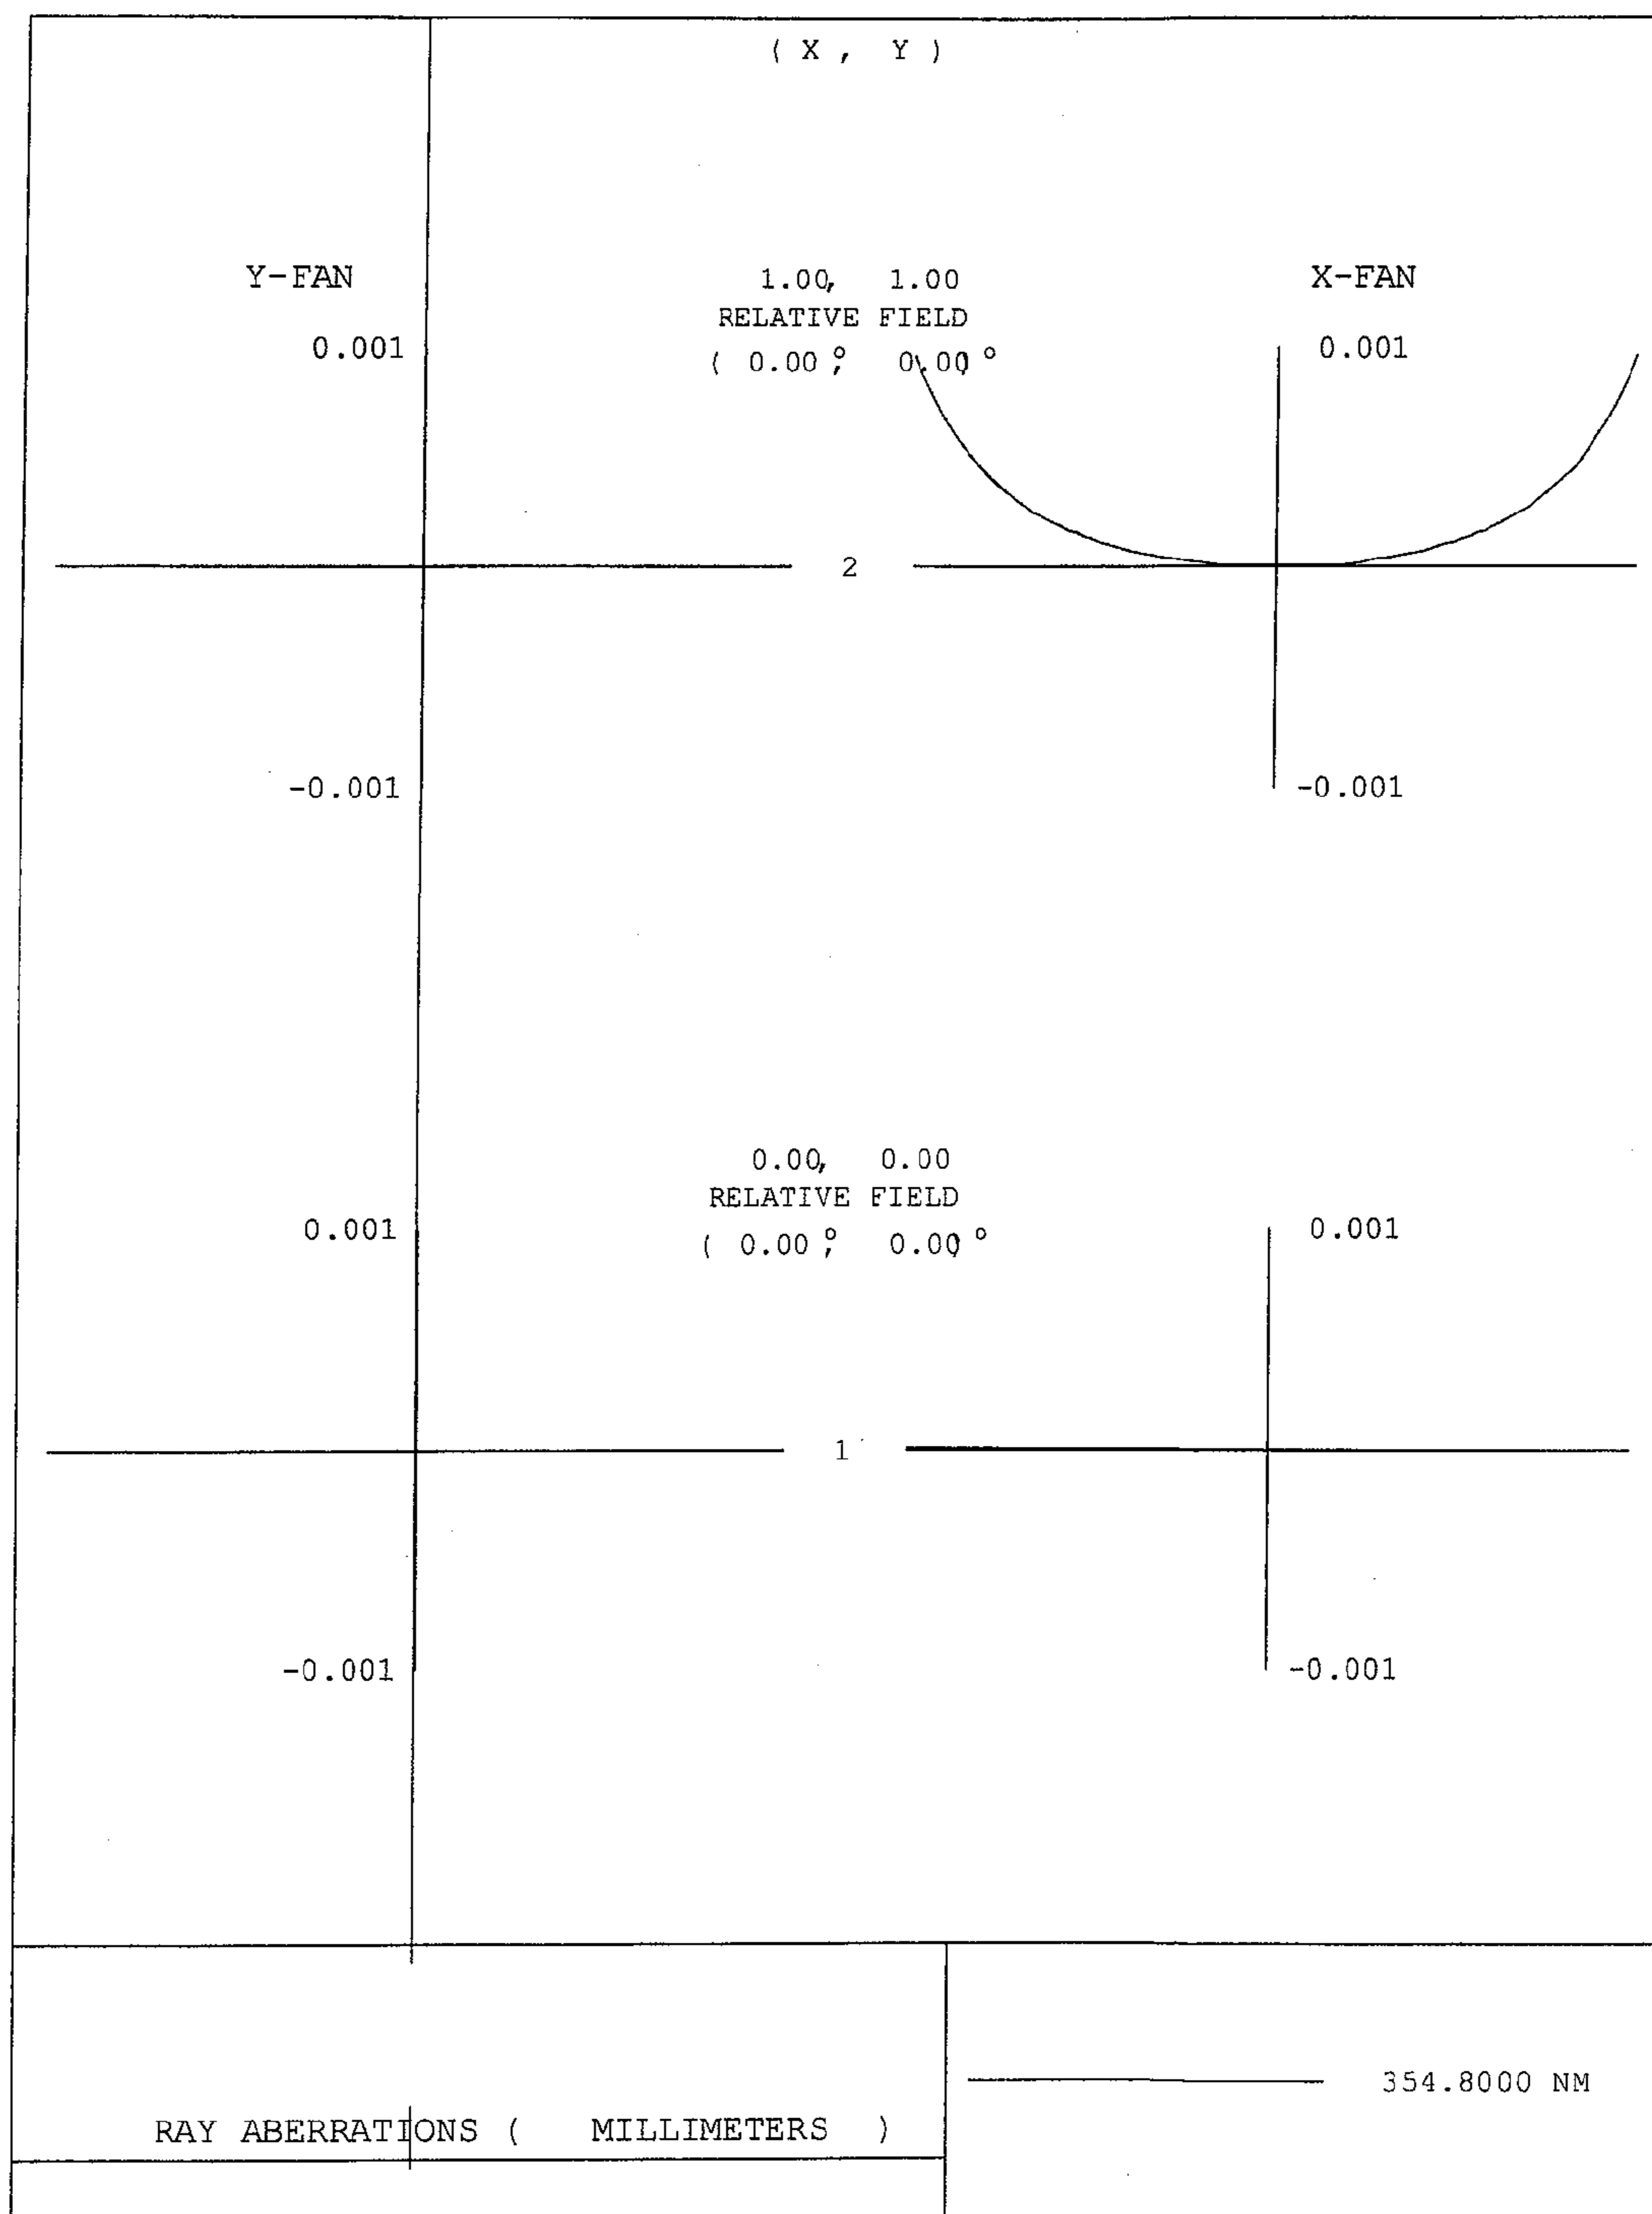 ( X , Y )
Y-FAN
1.00, 1.00
X-FAN
RELATIVE FIELD
0.001
( 0.00°, 0.00)°
0.001
2
-0.001
-0.001
0.00, 0.00
RELATIVE FIELD
0.001
( 0.00°, 0.00)°
0.001
1
-0.001
-0.001
354.8000 NM
RAY ABERRATIONS ( MILLIMETERS )